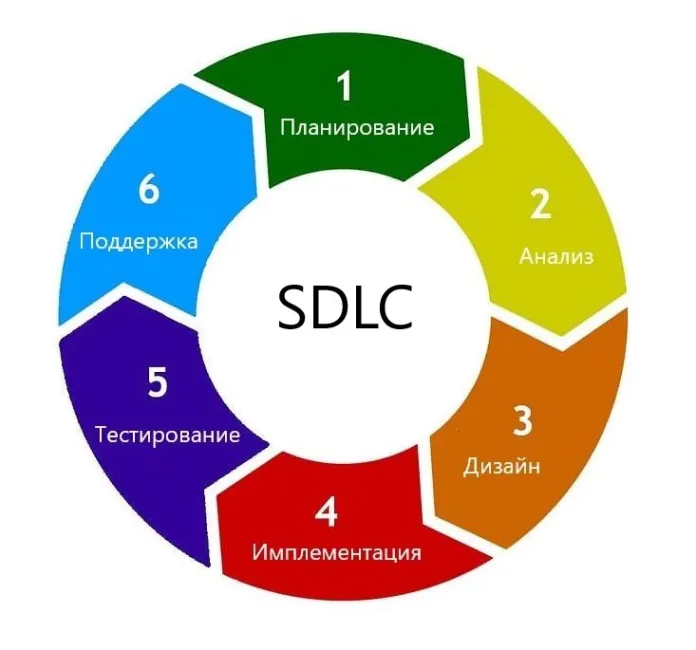 1
Планирование
2
Анализ
3
Дизайн
4
Имплементация
5
Тестирование
6
Поддержка
SDLC